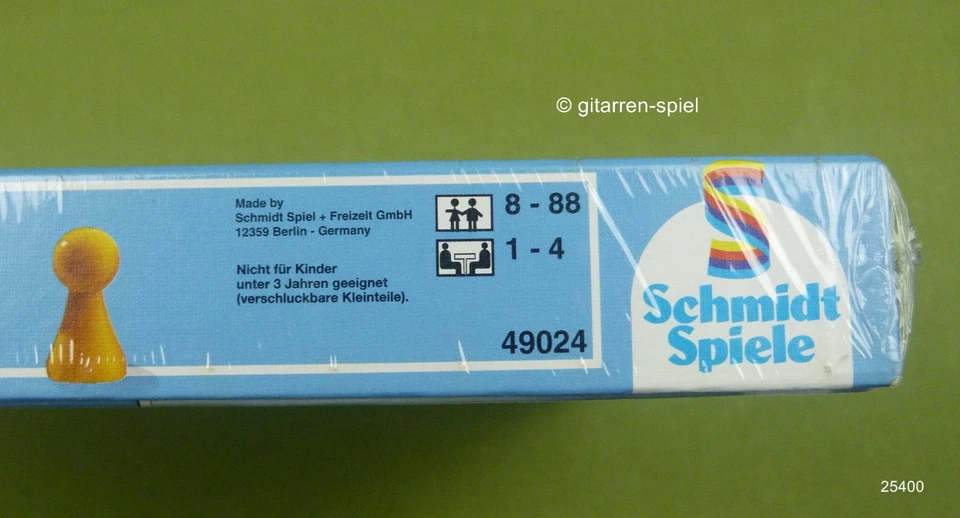 © gitarren-spiel
Made by
Schmidt Spiel + Freizeit GmbH
12359 Berlin - Germany
Nicht für Kinder
unter 3 Jahren geeignet
(verschluckbare Kleinteile).
8 - 88
1 - 4
49024
S
Schmidt
Spiele
25400